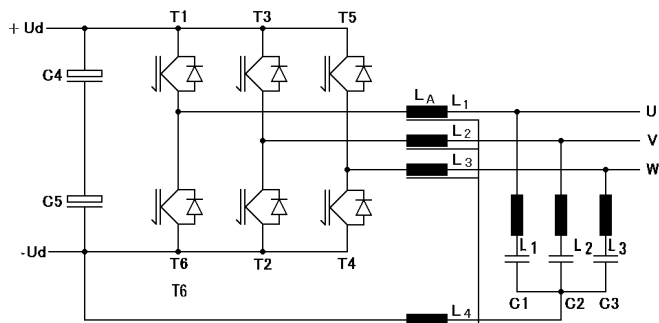 T1 T3 T5
+ Ud
C4
LA L1
U
L2
V
L3
W
C5
-Ud
T6 T2 T4
L1 L2 L3
T6
C1 C2 C3
L4